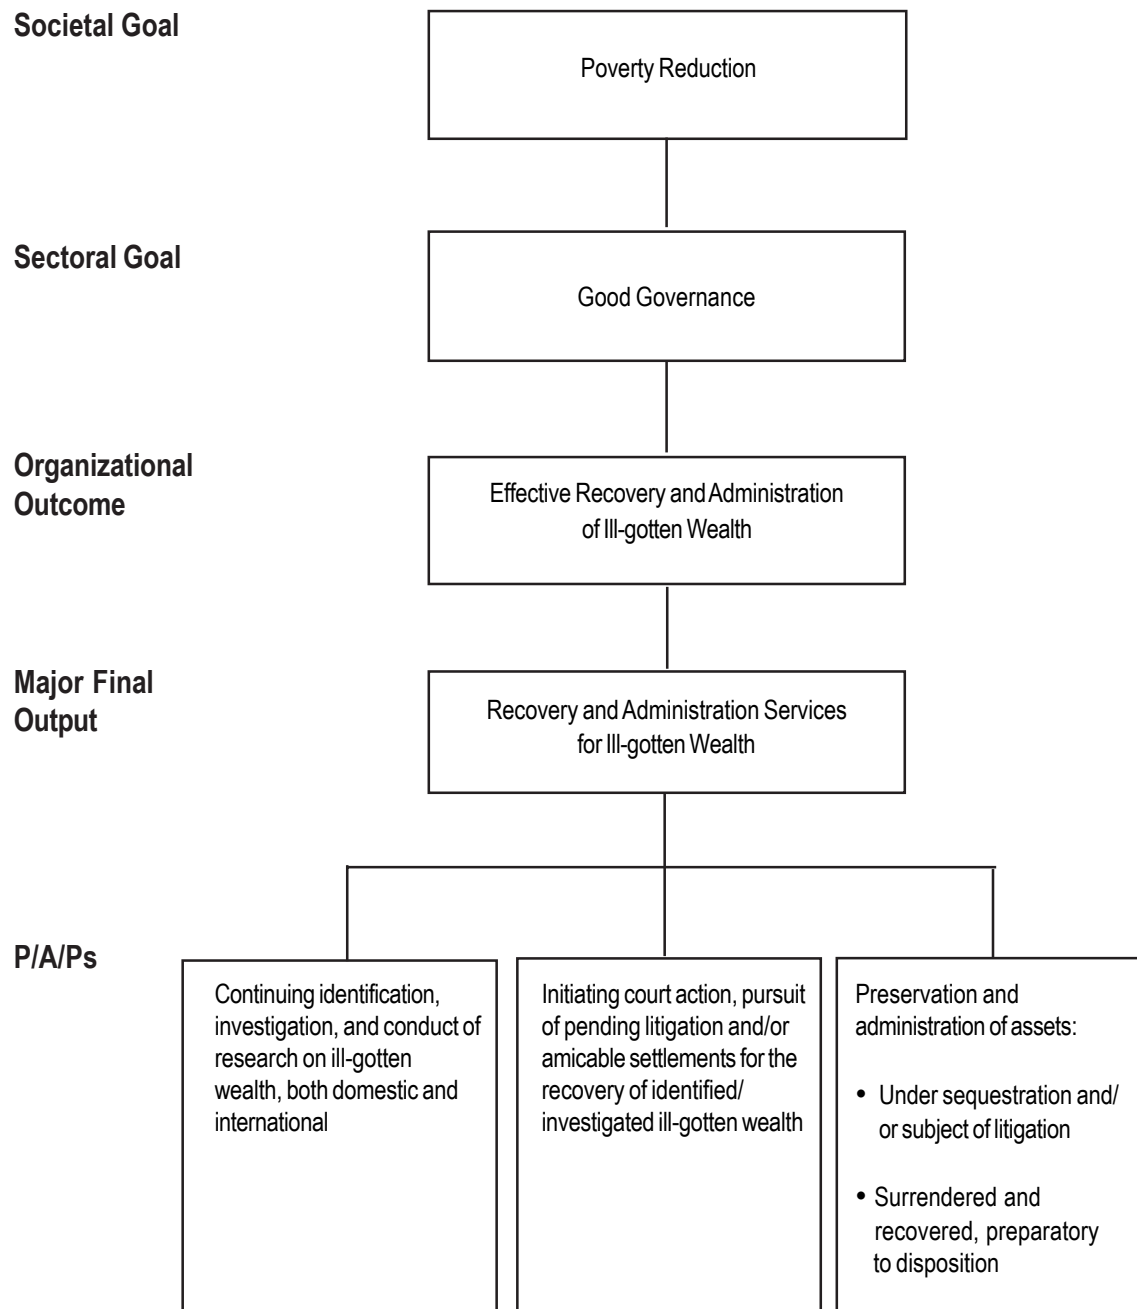 Societal Goal
Poverty Reduction
Sectoral Goal
Good Governance
Organizational
Outcome
Effective Recovery and Administration
of Ill-gotten Wealth
Major Final
Output
Recovery and Administration Services
for Ill-gotten Wealth
P/A/Ps
Continuing identification,
investigation, and conduct of
research on ill-gotten
wealth, both domestic and
international
Initiating court action, pursuit
of pending litigation and/or
amicable settlements for the
recovery of identified/
investigated ill-gotten wealth
Preservation and
administration of assets:
• Under sequestration and/
or subject of litigation
• Surrendered and
recovered, preparatory
to disposition